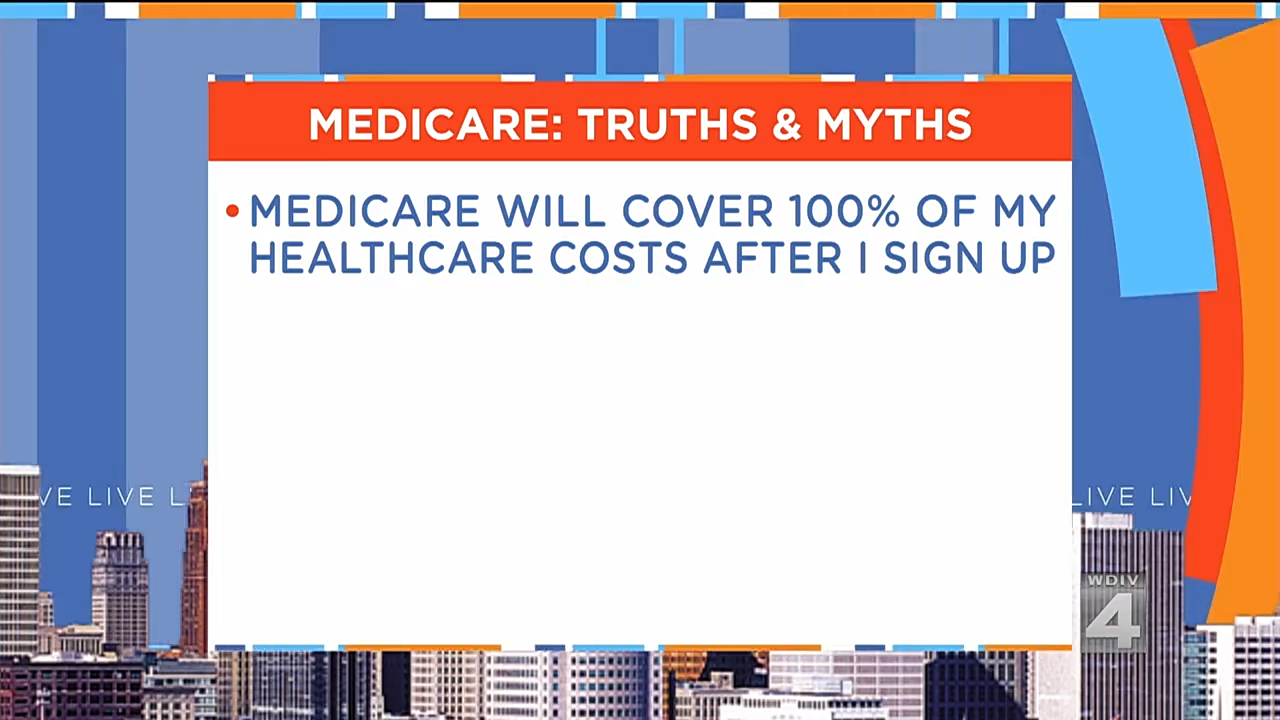 MEDICARE: TRUTHS & MYTHS
• MEDICARE WILL COVER 100% OF MY
HEALTHCARE COSTS AFTER I SIGN UP
VE LIVE L
LIVE LIV
WDIV
4